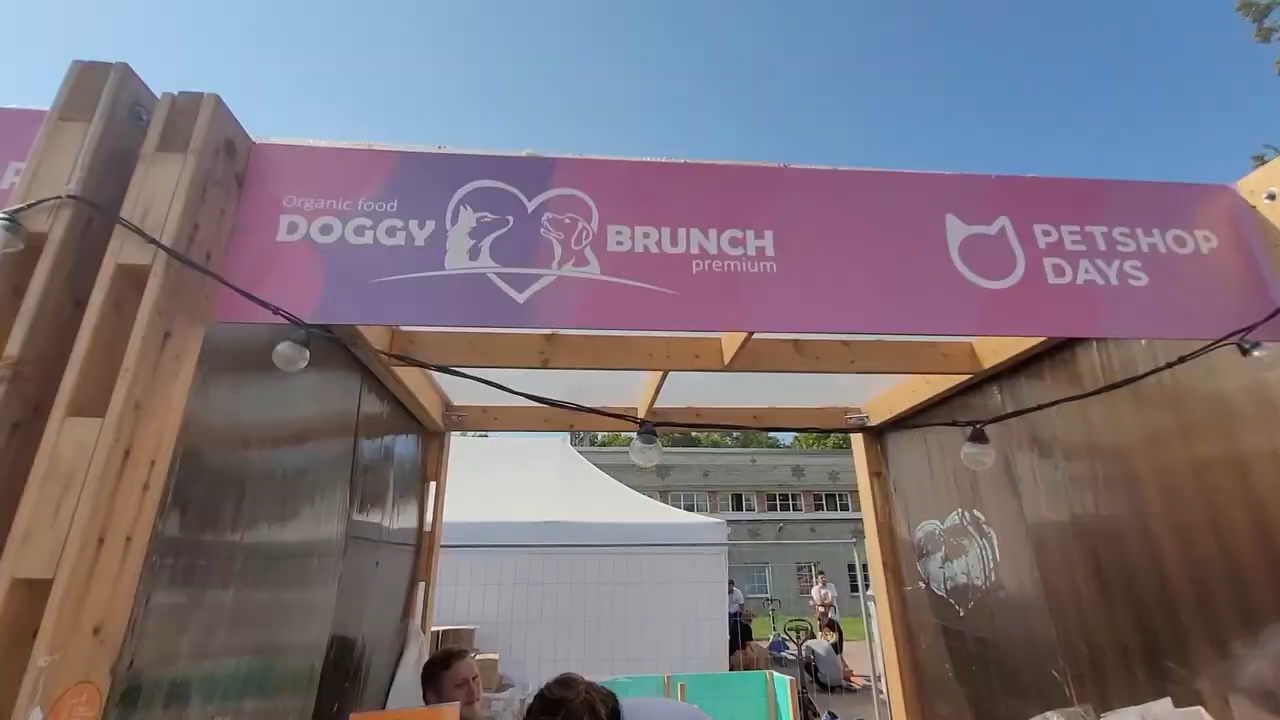 Organic food
DOGGY BRUNCH
premium
PETSHOP
DAYS